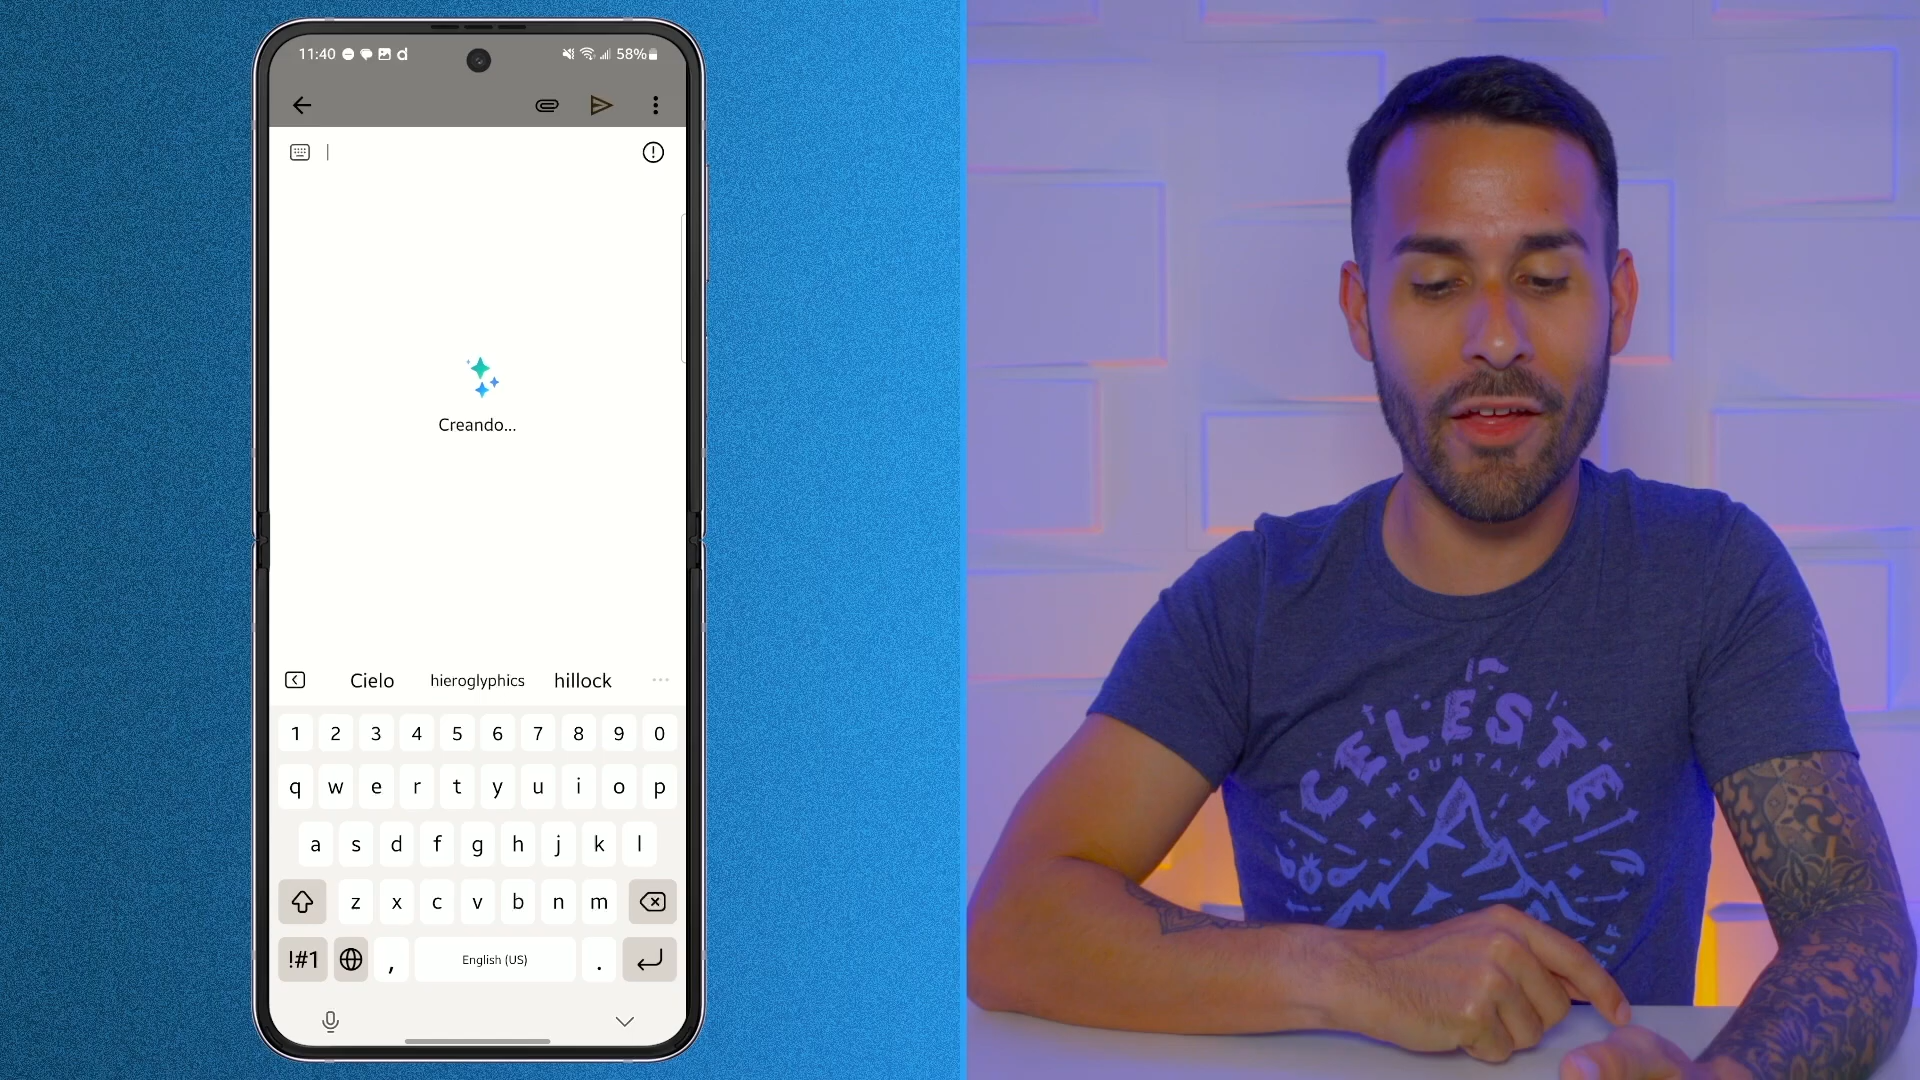 11:40
58%
Creando...
Cielo hieroglyphics hillock ...
1 2 3 4 5 6 7 8 9 0
q w e r t y u i o p
a s d f g h j k l
z x c v b n m
!#1 , English (US) .
CELESTE
MOUNTAIN